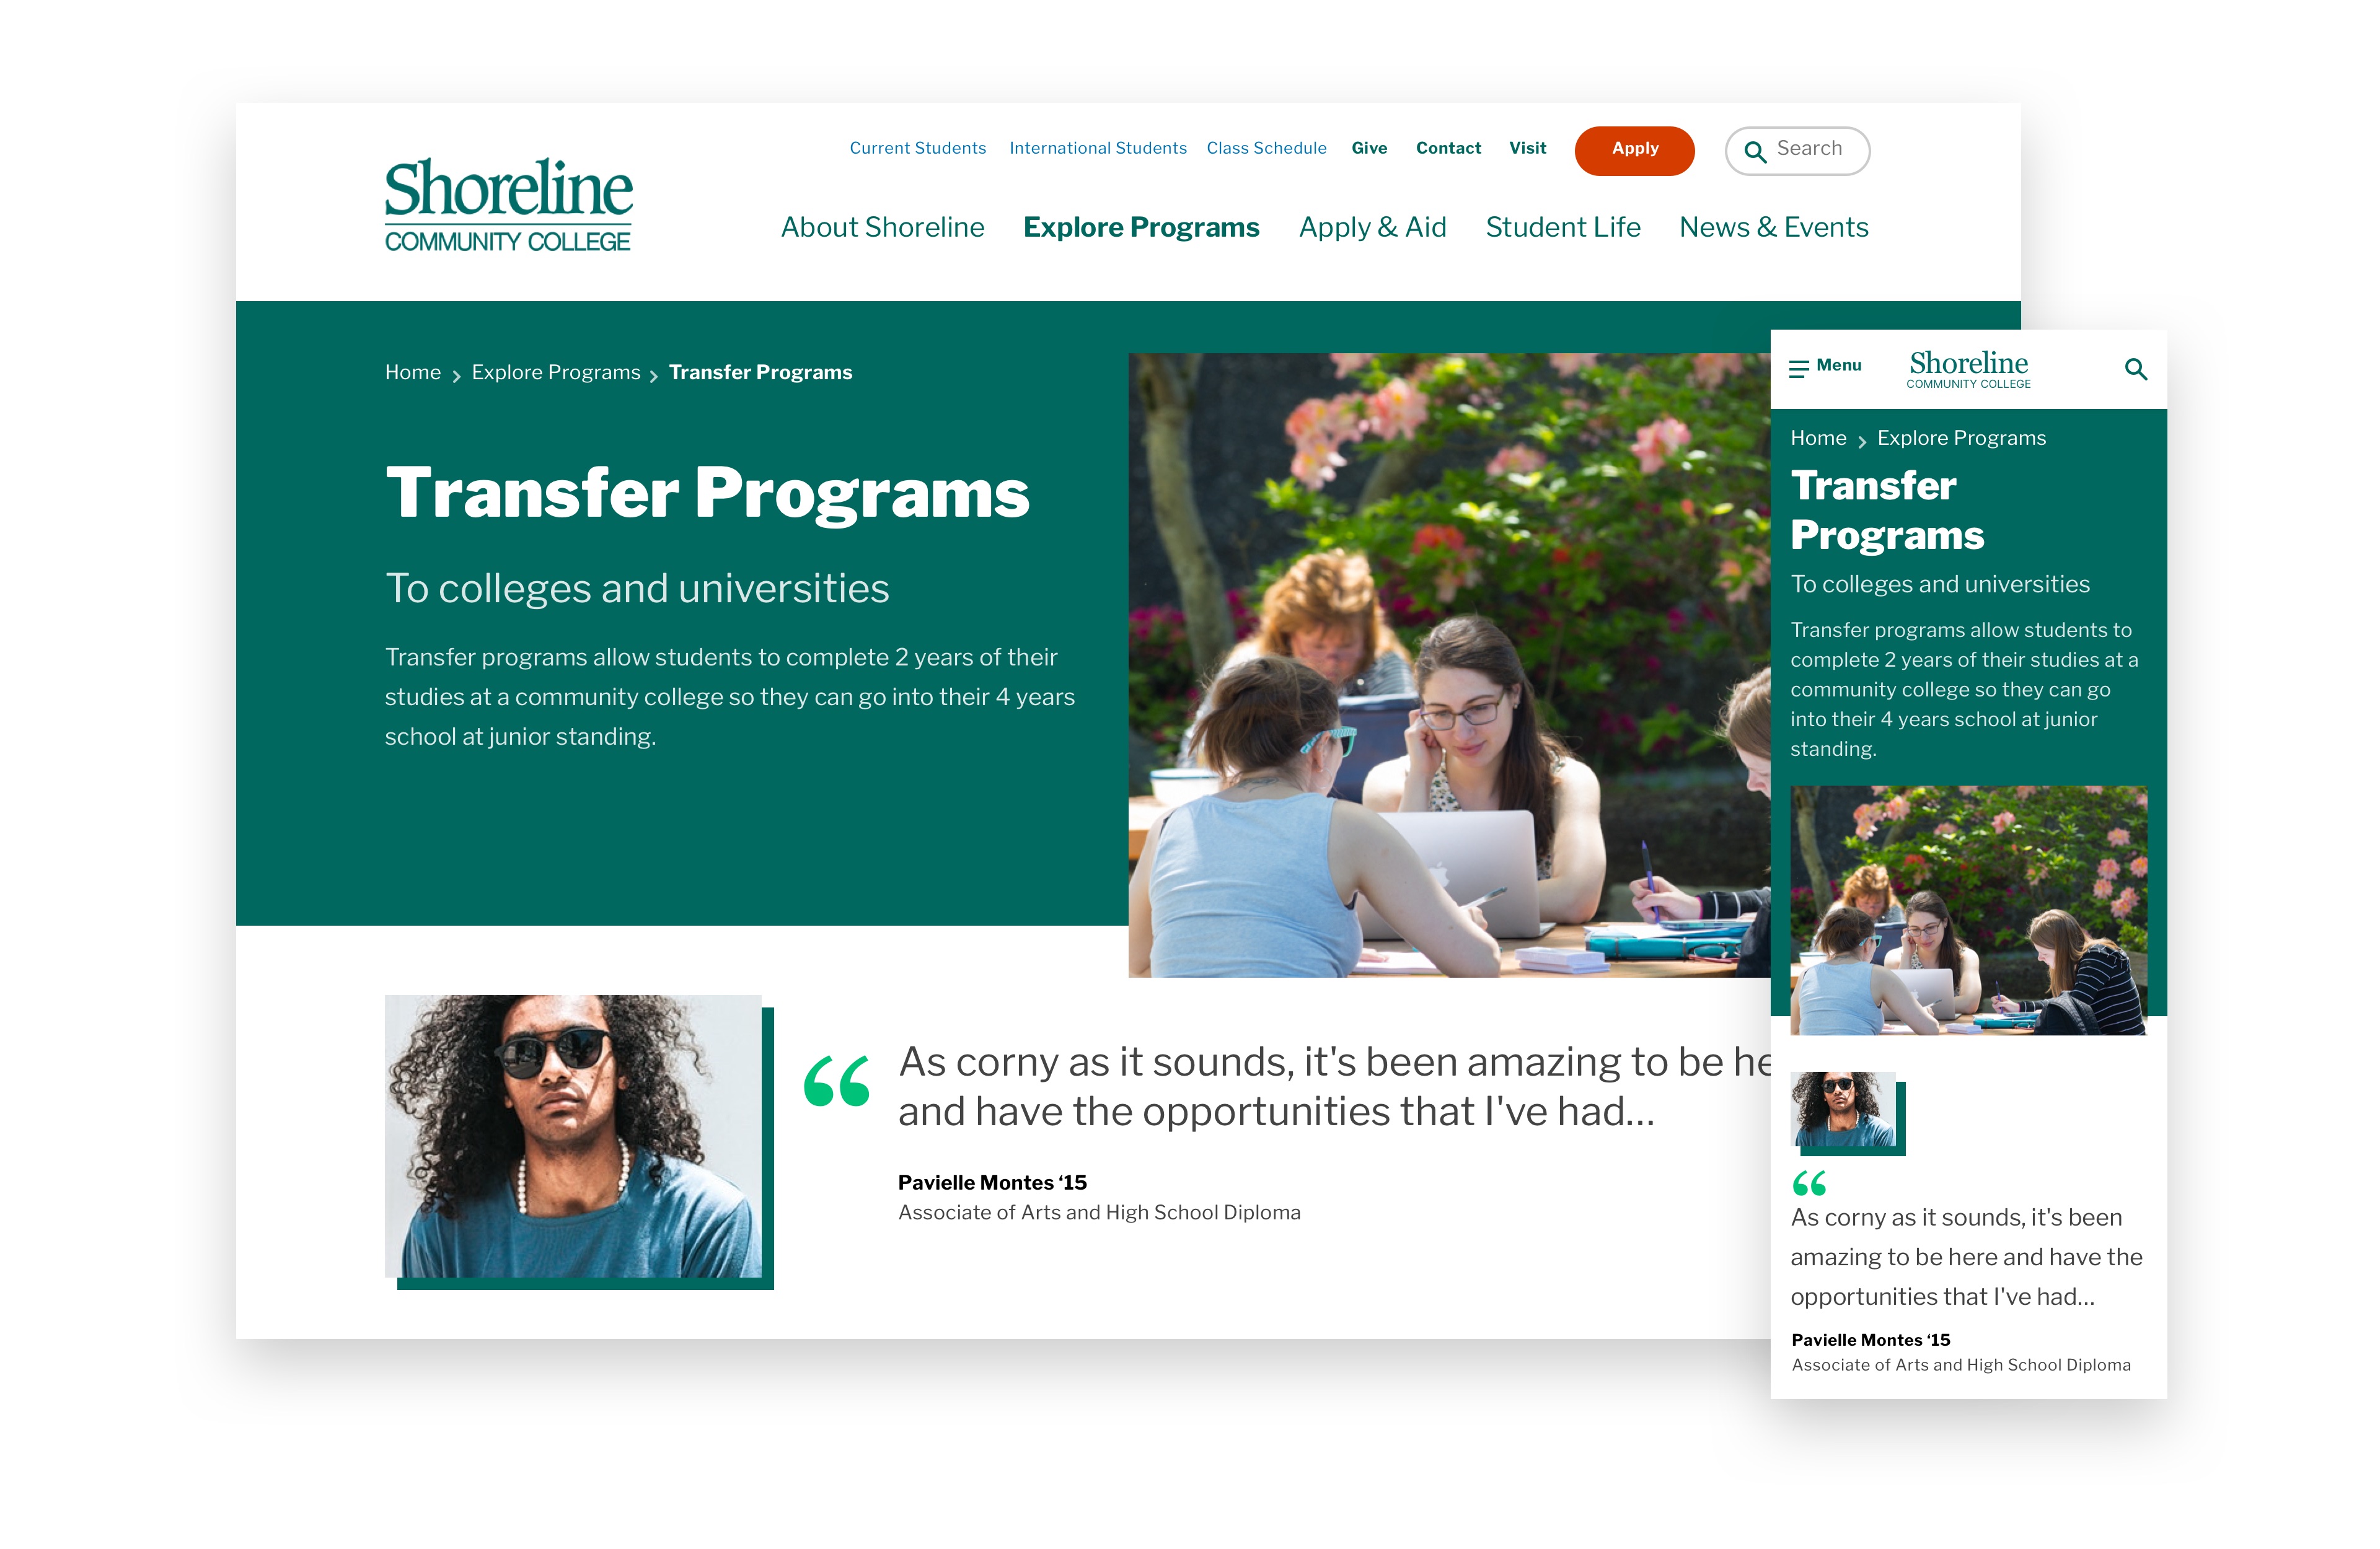 Current Students International Students Class Schedule Give Contact Visit Apply Search
Shoreline
COMMUNITY COLLEGE
About Shoreline Explore Programs Apply & Aid Student Life News & Events
Home Explore Programs Transfer Programs
Transfer Programs
To colleges and universities
Transfer programs allow students to complete 2 years of their
studies at a community college so they can go into their 4 years
school at junior standing.
“
As corny as it sounds, it's been amazing to be he
and have the opportunities that I've had...
Pavielle Montes ‘15
Associate of Arts and High School Diploma
Menu
Shoreline
COMMUNITY COLLEGE
Home Explore Programs
Transfer
Programs
To colleges and universities
Transfer programs allow students to
complete 2 years of their studies at a
community college so they can go
into their 4 years school at junior
standing.
“
As corny as it sounds, it's been
amazing to be here and have the
opportunities that I've had...
Pavielle Montes ‘15
Associate of Arts and High School Diploma